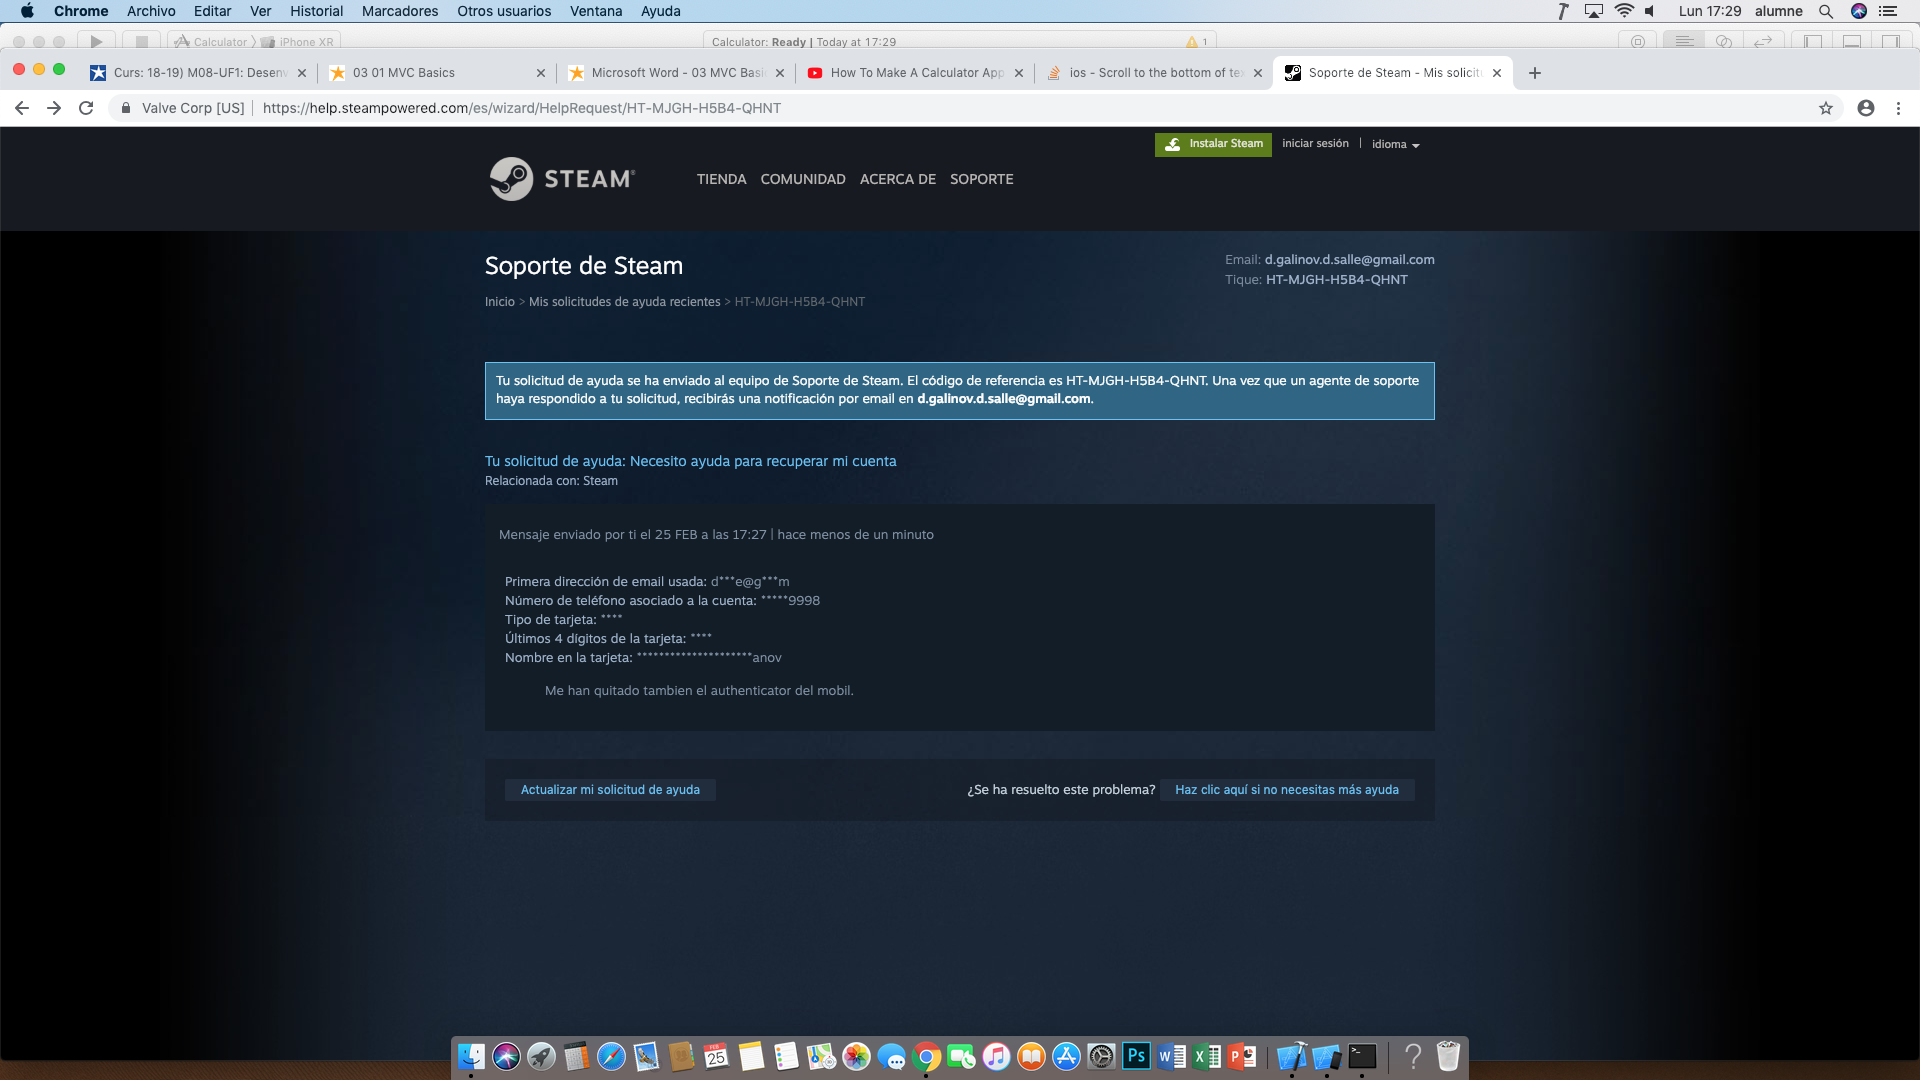 Chrome Archivo Editar Ver Historial Marcadores Otros usuarios Ventana Ayuda Lun 17:29 alumne
Calculator iPhone XR Calculator: Ready | Today at 17:29 1
Curs: 18-19) M08-UF1: Desenv 03 01 MVC Basics Microsoft Word - 03 MVC Basi How To Make A Calculator App ios - Scroll to the bottom of te Soporte de Steam - Mis solicitu
Valve Corp [US] https://help.steampowered.com/es/wizard/HelpRequest/HT-MJGH-H5B4-QHNT
Instalar Steam iniciar sesión | idioma
STEAM® TIENDA COMUNIDAD ACERCA DE SOPORTE
Soporte de Steam
Email: d.galinov.d.salle@gmail.com
Tique: HT-MJGH-H5B4-QHNT
Inicio > Mis solicitudes de ayuda recientes > HT-MJGH-H5B4-QHNT
Tu solicitud de ayuda se ha enviado al equipo de Soporte de Steam. El código de referencia es HT-MJGH-H5B4-QHNT. Una vez que un agente de soporte
haya respondido a tu solicitud, recibirás una notificación por email en d.galinov.d.salle@gmail.com.
Tu solicitud de ayuda: Necesito ayuda para recuperar mi cuenta
Relacionada con: Steam
Mensaje enviado por ti el 25 FEB a las 17:27 | hace menos de un minuto
Primera dirección de email usada: d***e@g***m
Número de teléfono asociado a la cuenta: *****9998
Tipo de tarjeta: ****
Últimos 4 dígitos de la tarjeta: ****
Nombre en la tarjeta: *********************anov
Me han quitado tambien el authenticator del mobil.
Actualizar mi solicitud de ayuda ¿Se ha resuelto este problema? Haz clic aquí si no necesitas más ayuda
FEB
25
Ps W X P